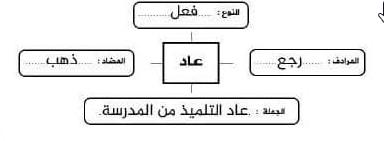 النوع : .....فعل............
المرادف : .......رجع........
عاد
المضاد : .....ذهب.......
الجملة : .عاد التلميذ من المدرسة.